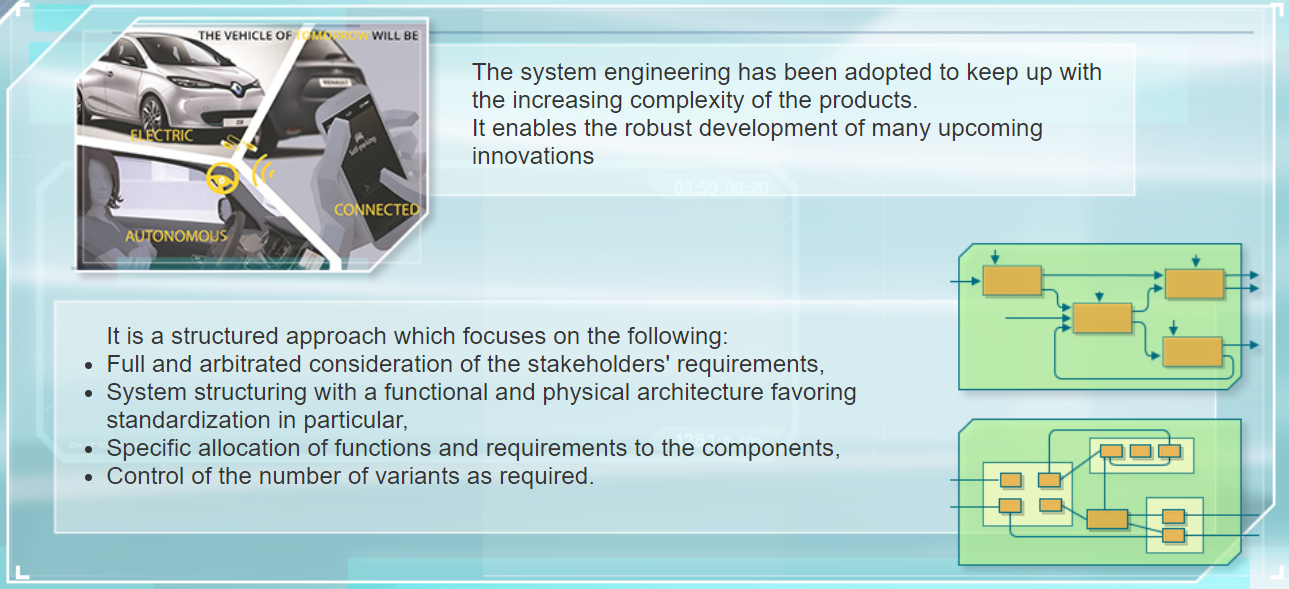 THE VEHICLE OF TOMORROW WILL BE
ELECTRIC
Self-parking
CONNECTED
AUTONOMOUS
The system engineering has been adopted to keep up with
the increasing complexity of the products.
It enables the robust development of many upcoming
innovations
02:59:08:20
It is a structured approach which focuses on the following:
Full and arbitrated consideration of the stakeholders' requirements,
System structuring with a functional and physical architecture favoring
standardization in particular,
Specific allocation of functions and requirements to the components,
Control of the number of variants as required.